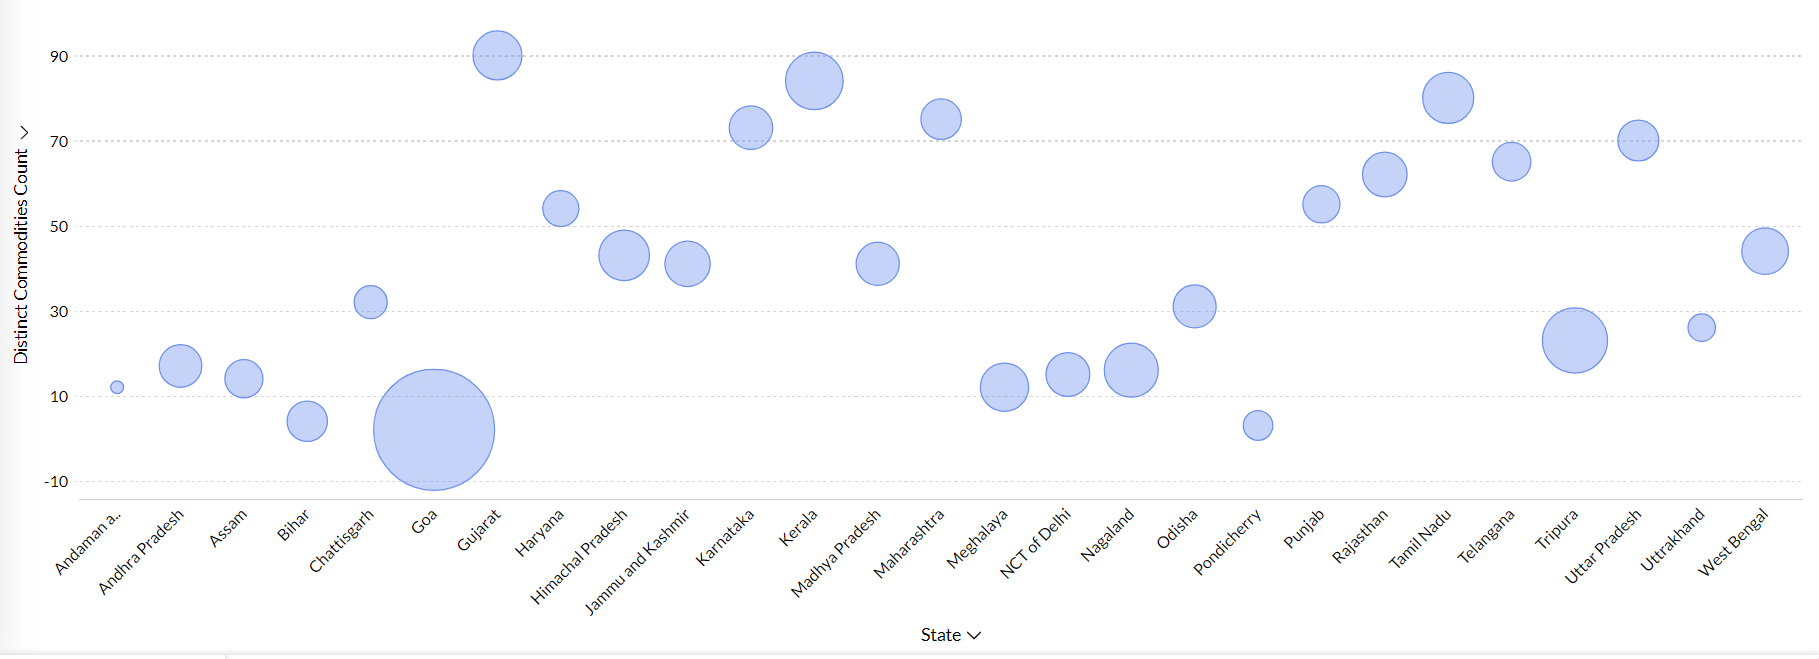 90
70
50
30
10
-10
Distinct Commodities Count
Andaman a..
Andhra Pradesh
Assam
Bihar
Chattisgarh
Goa
Gujarat
Haryana
Himachal Pradesh
Jammu and Kashmir
Karnataka
Kerala
Madhya Pradesh
Maharashtra
Meghalaya
NCT of Delhi
Nagaland
Odisha
Pondicherry
Punjab
Rajasthan
Tamil Nadu
Telangana
Tripura
Uttar Pradesh
Uttrakhand
West Bengal
State